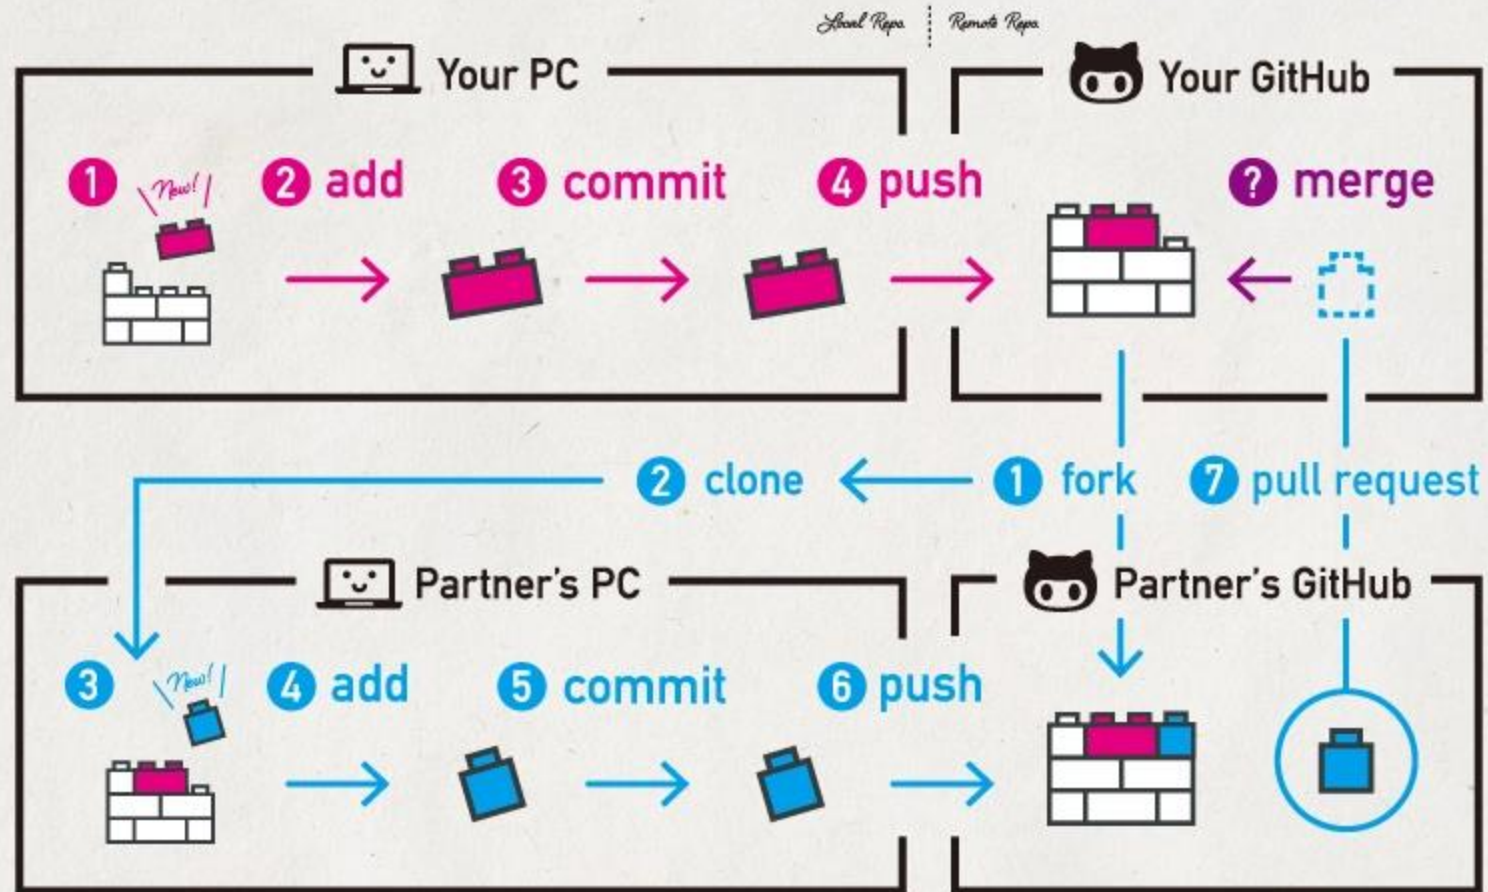 Local Repo. Remote Repo.
Your PC
Your GitHub
1 New! 2 add 3 commit 4 push
? merge
2 clone 1 fork 7 pull request
Partner's PC
Partner's GitHub
3 New! 4 add 5 commit 6 push